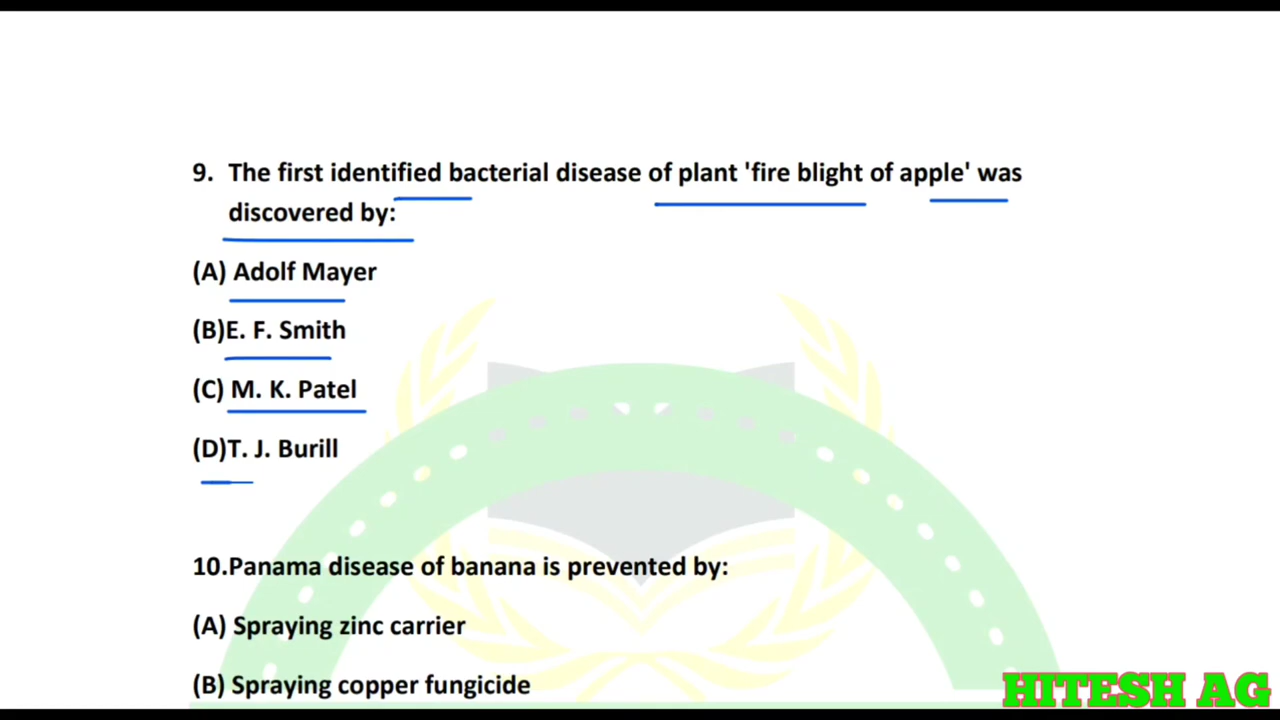 9. The first identified bacterial disease of plant 'fire blight of apple' was
discovered by:
(A) Adolf Mayer
(B)E. F. Smith
(C) M. K. Patel
(D)T. J. Burill
10.Panama disease of banana is prevented by:
(A) Spraying zinc carrier
(B) Spraying copper fungicide
HITESH AG